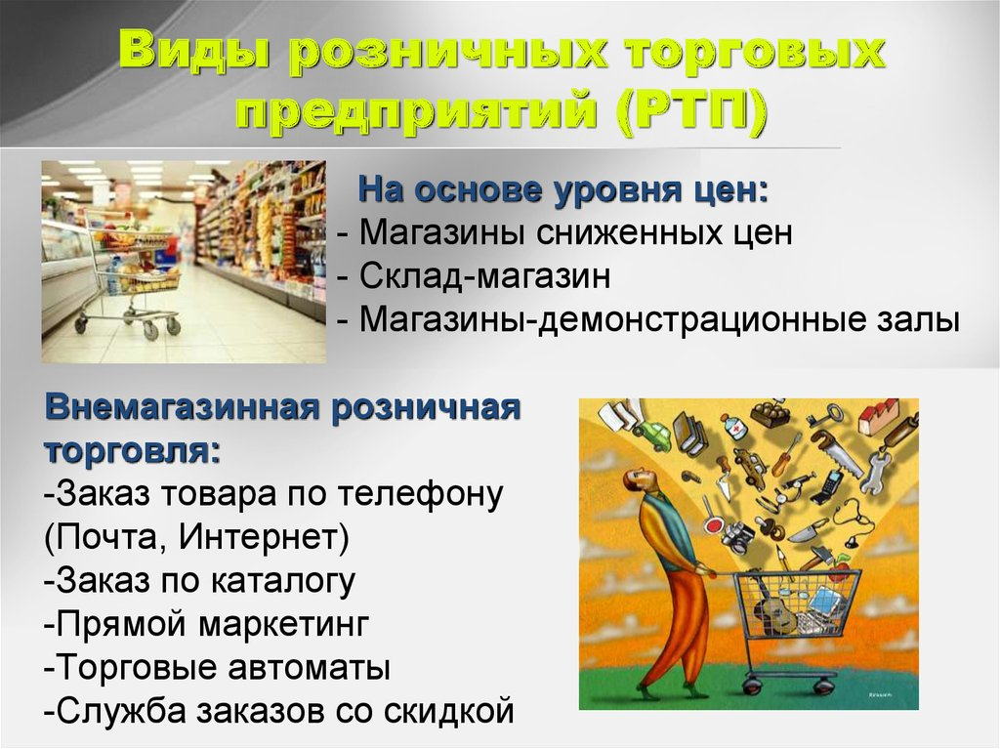 Виды розничных торговых
предприятий (РТП)
На основе уровня цен:
- Магазины сниженных цен
- Склад-магазин
- Магазины-демонстрационные залы
Внемагазинная розничная
торговля:
-Заказ товара по телефону
(Почта, Интернет)
-Заказ по каталогу
-Прямой маркетинг
-Торговые автоматы
-Служба заказов со скидкой